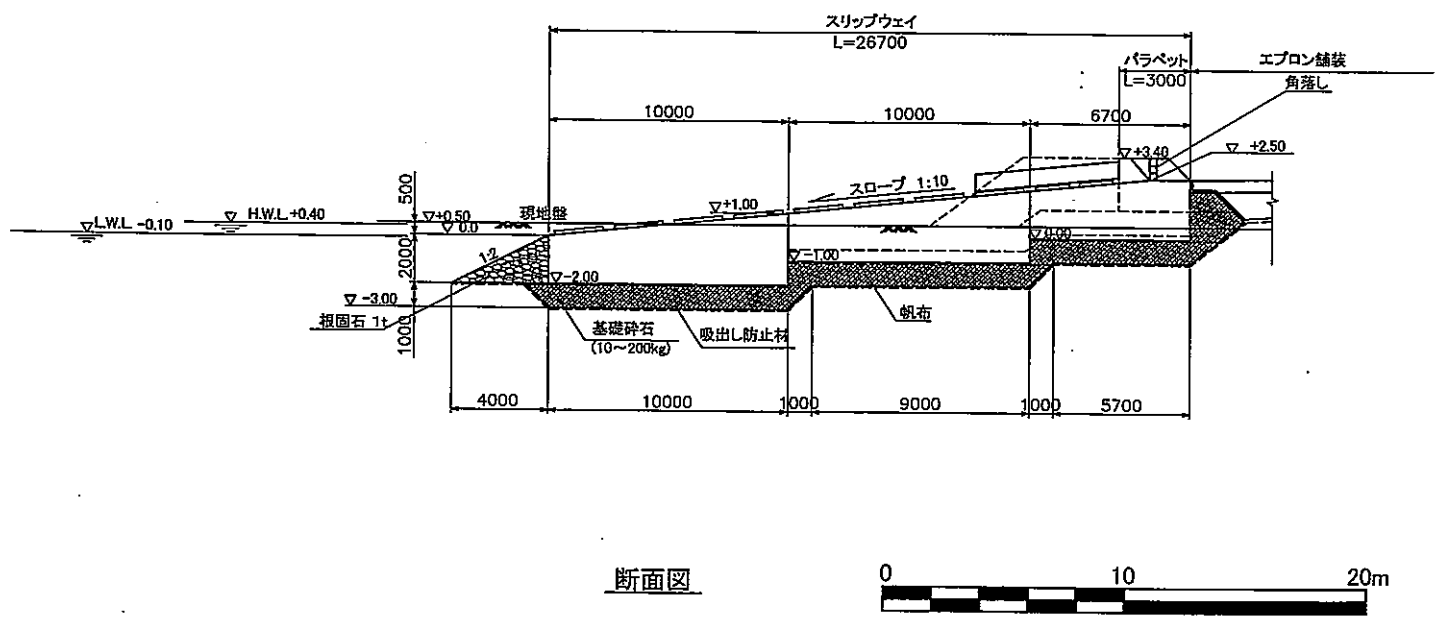 スリップウェイ
L=26700
パラペット
L=3000
エプロン舗装
角落し
10000
10000
6700
+3.40
+2.50
スロープ 1:10
+1.00
500
L.W.L -0.10
H.W.L +0.40
+0.50
0.0
現地盤
0.00
-1.00
2000
1:2
-2.00
-3.00
根固石 1t
1000
基礎砕石
(10～200kg)
吸出し防止材
帆布
4000
10000
1000
9000
1000
5700
断面図
0
10
20m